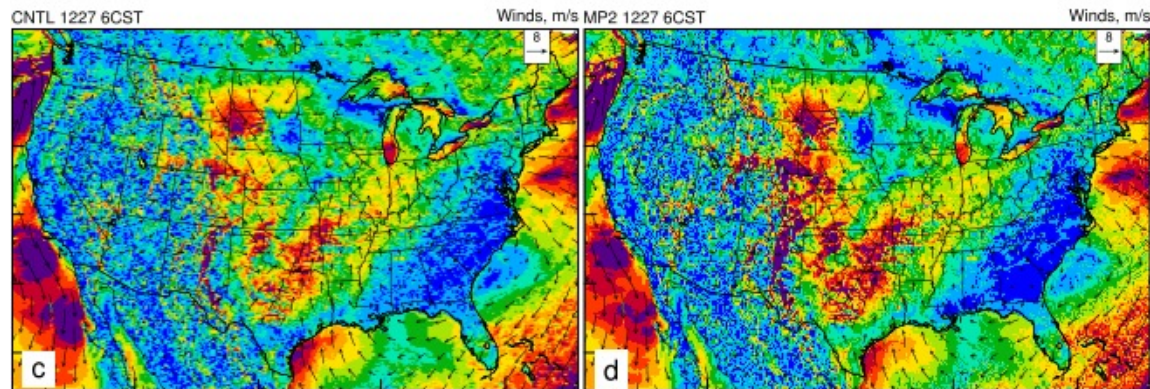 CNTL 1227 6CST Winds, m/s
8
c
MP2 1227 6CST Winds, m/s
8
d